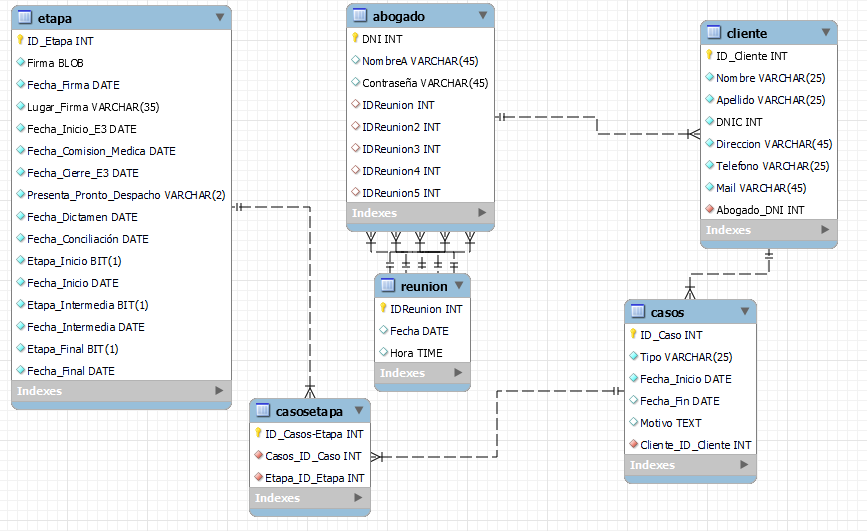 etapa
ID_Etapa INT
Firma BLOB
Fecha_Firma DATE
Lugar_Firma VARCHAR(35)
Fecha_Inicio_E3 DATE
Fecha_Comision_Medica DATE
Fecha_Cierre_E3 DATE
Presenta_Pronto_Despacho VARCHAR(2)
Fecha_Dictamen DATE
Fecha_Conciliación DATE
Etapa_Inicio BIT(1)
Fecha_Inicio DATE
Etapa_Intermedia BIT(1)
Fecha_Intermedia DATE
Etapa_Final BIT(1)
Fecha_Final DATE
Indexes
abogado
DNI INT
NombreA VARCHAR(45)
Contraseña VARCHAR(45)
IDReunion INT
IDReunion2 INT
IDReunion3 INT
IDReunion4 INT
IDReunion5 INT
Indexes
cliente
ID_Cliente INT
Nombre VARCHAR(25)
Apellido VARCHAR(25)
DNIC INT
Direccion VARCHAR(45)
Telefono VARCHAR(25)
Mail VARCHAR(45)
Abogado_DNI INT
Indexes
reunion
IDReunion INT
Fecha DATE
Hora TIME
Indexes
casos
ID_Caso INT
Tipo VARCHAR(25)
Fecha_Inicio DATE
Fecha_Fin DATE
Motivo TEXT
Cliente_ID_Cliente INT
Indexes
casosetapa
ID_Casos-Etapa INT
Casos_ID_Caso INT
Etapa_ID_Etapa INT
Indexes